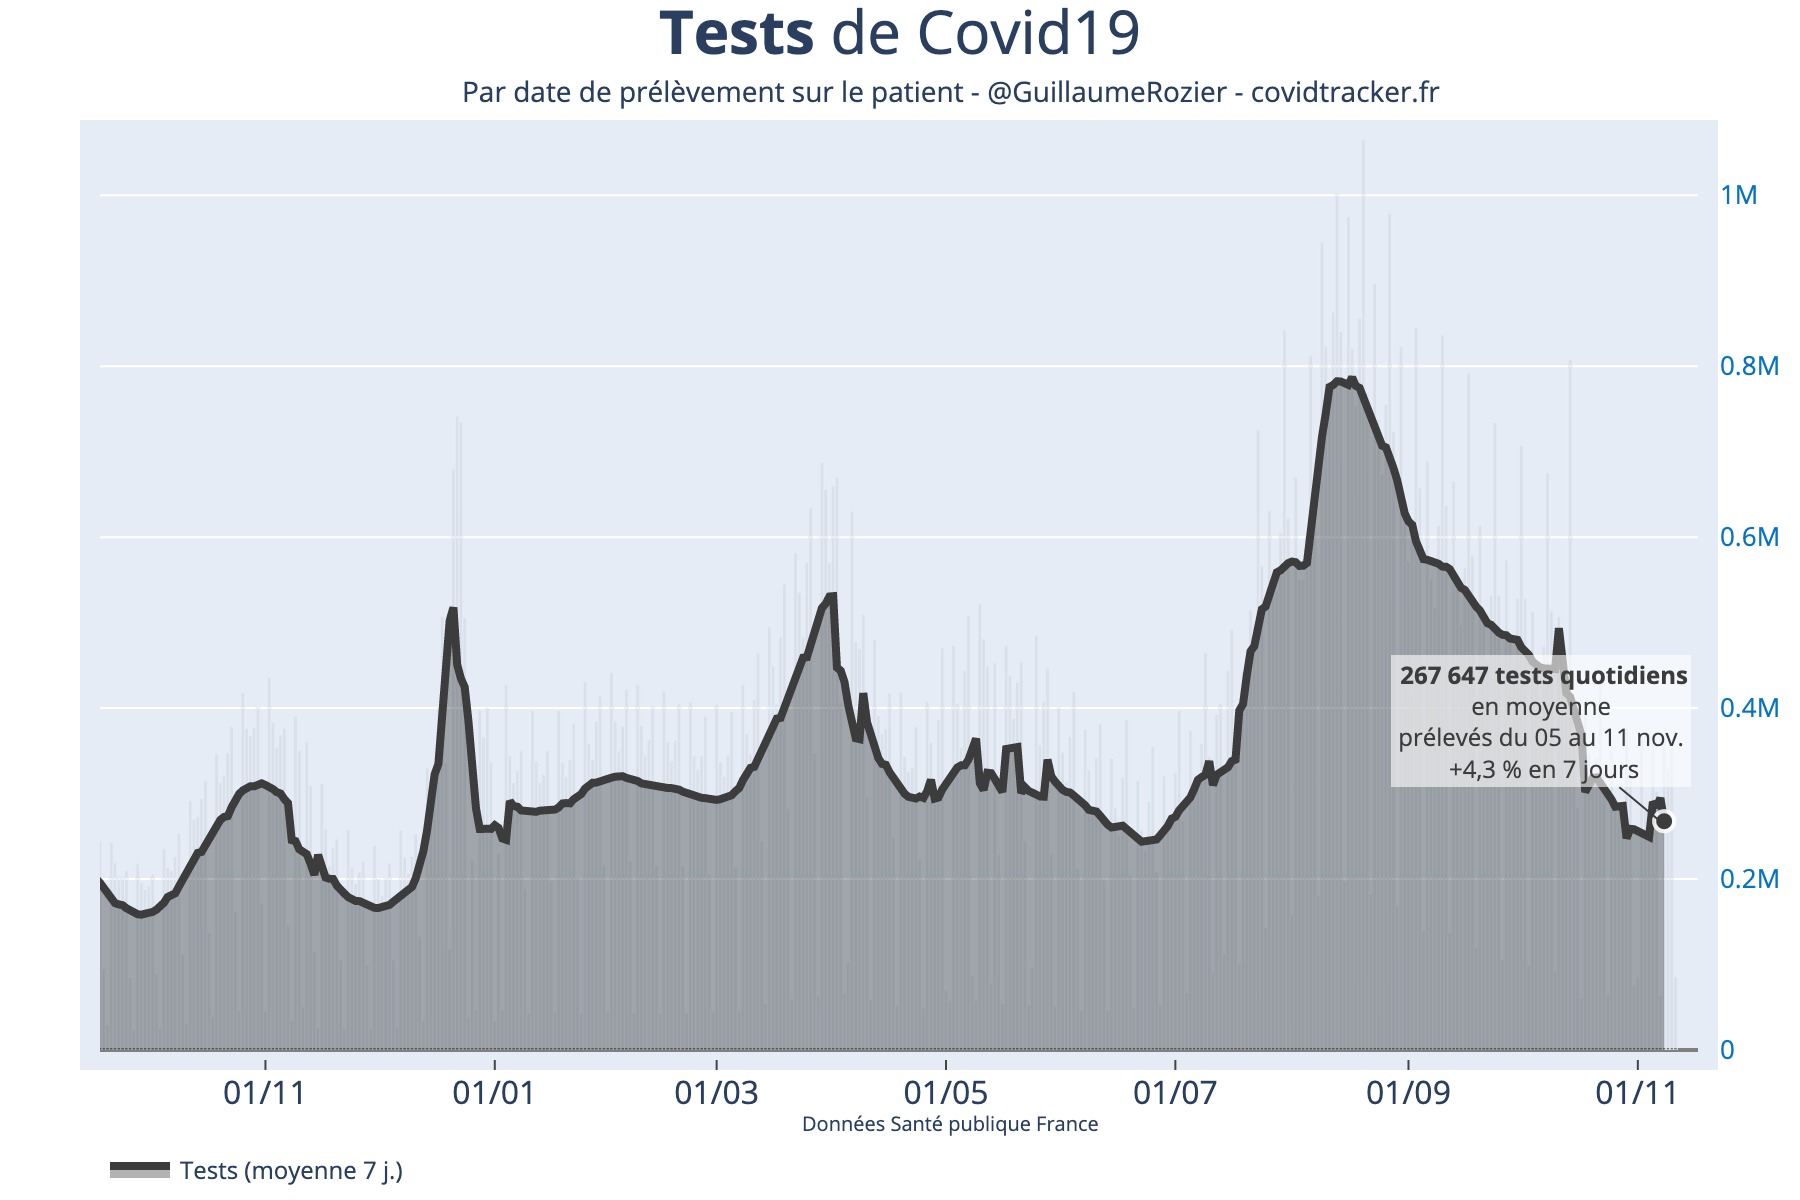 Tests de Covid19
Par date de prélèvement sur le patient - @GuillaumeRozier - covidtracker.fr
1M
0.8M
0.6M
267 647 tests quotidiens
en moyenne
prélevés du 05 au 11 nov.
+4,3 % en 7 jours
0.4M
0.2M
0
01/11
01/01
01/03
01/05
01/07
01/09
01/11
Données Santé publique France
Tests (moyenne 7 j.)